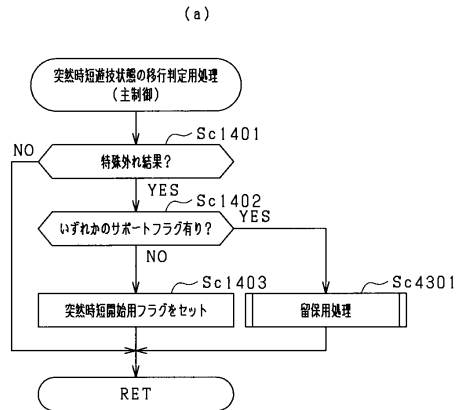 (a)
突然時短遊技状態の移行判定用処理
(主制御)
Sc1401
特殊外れ結果?
NO
YES
Sc1402
いずれかのサポートフラグ有り?
YES
NO
Sc1403
突然時短開始用フラグをセット
Sc4301
留保用処理
RET